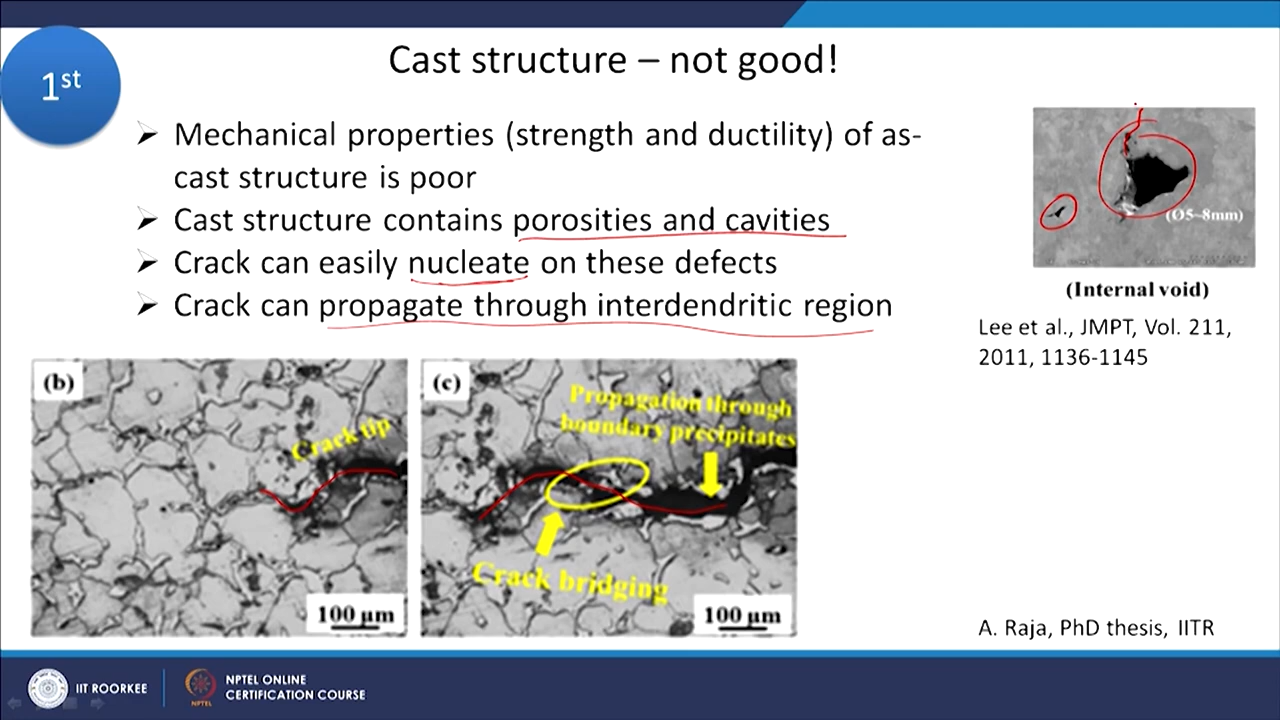 1st
Cast structure – not good!
➢ Mechanical properties (strength and ductility) of as-
cast structure is poor
➢ Cast structure contains porosities and cavities
➢ Crack can easily nucleate on these defects
➢ Crack can propagate through interdendritic region
(Ø5–8mm)
(Internal void)
Lee et al., JMPT, Vol. 211,
2011, 1136-1145
(b)
Crack tip
100 µm
(c)
Propagation through
boundary precipitates
Crack bridging
100 µm
A. Raja, PhD thesis, IITR
IIT ROORKEE
NPTEL
NPTEL ONLINE
CERTIFICATION COURSE